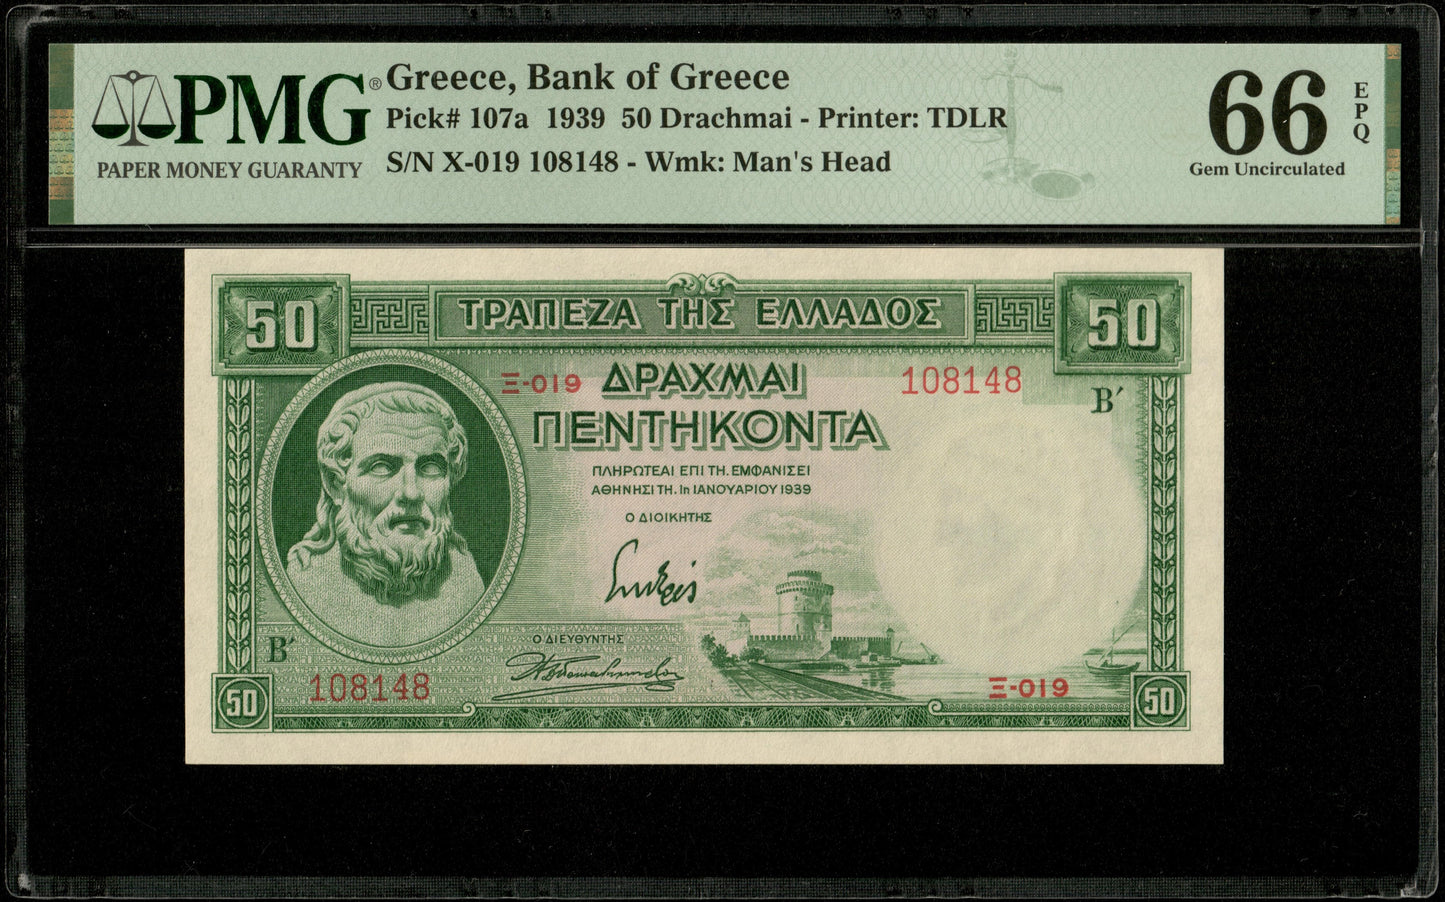 PMG®
PAPER MONEY GUARANTY
Greece, Bank of Greece
Pick# 107a 1939 50 Drachmai - Printer: TDLR
S/N X-019 108148 - Wmk: Man's Head
66
EPQ
Gem Uncirculated
50
ΤΡΑΠΕΖΑ ΤΗΣ ΕΛΛΑΔΟΣ
50
Ξ-019 ΔΡΑΧΜΑΙ 108148
Β′
ΠΕΝΤΗΚΟΝΤΑ
ΠΛΗΡΩΤΕΑΙ ΕΠΙ ΤΗ. ΕΜΦΑΝΙΣΕΙ
ΑΘΗΝΗΣΙ ΤΗ. 1η ΙΑΝΟΥΑΡΙΟΥ 1939
Ο ΔΙΟΙΚΗΤΗΣ
Ο ΔΙΕΥΘΥΝΤΗΣ
Β′
108148
Ξ-019
50
50